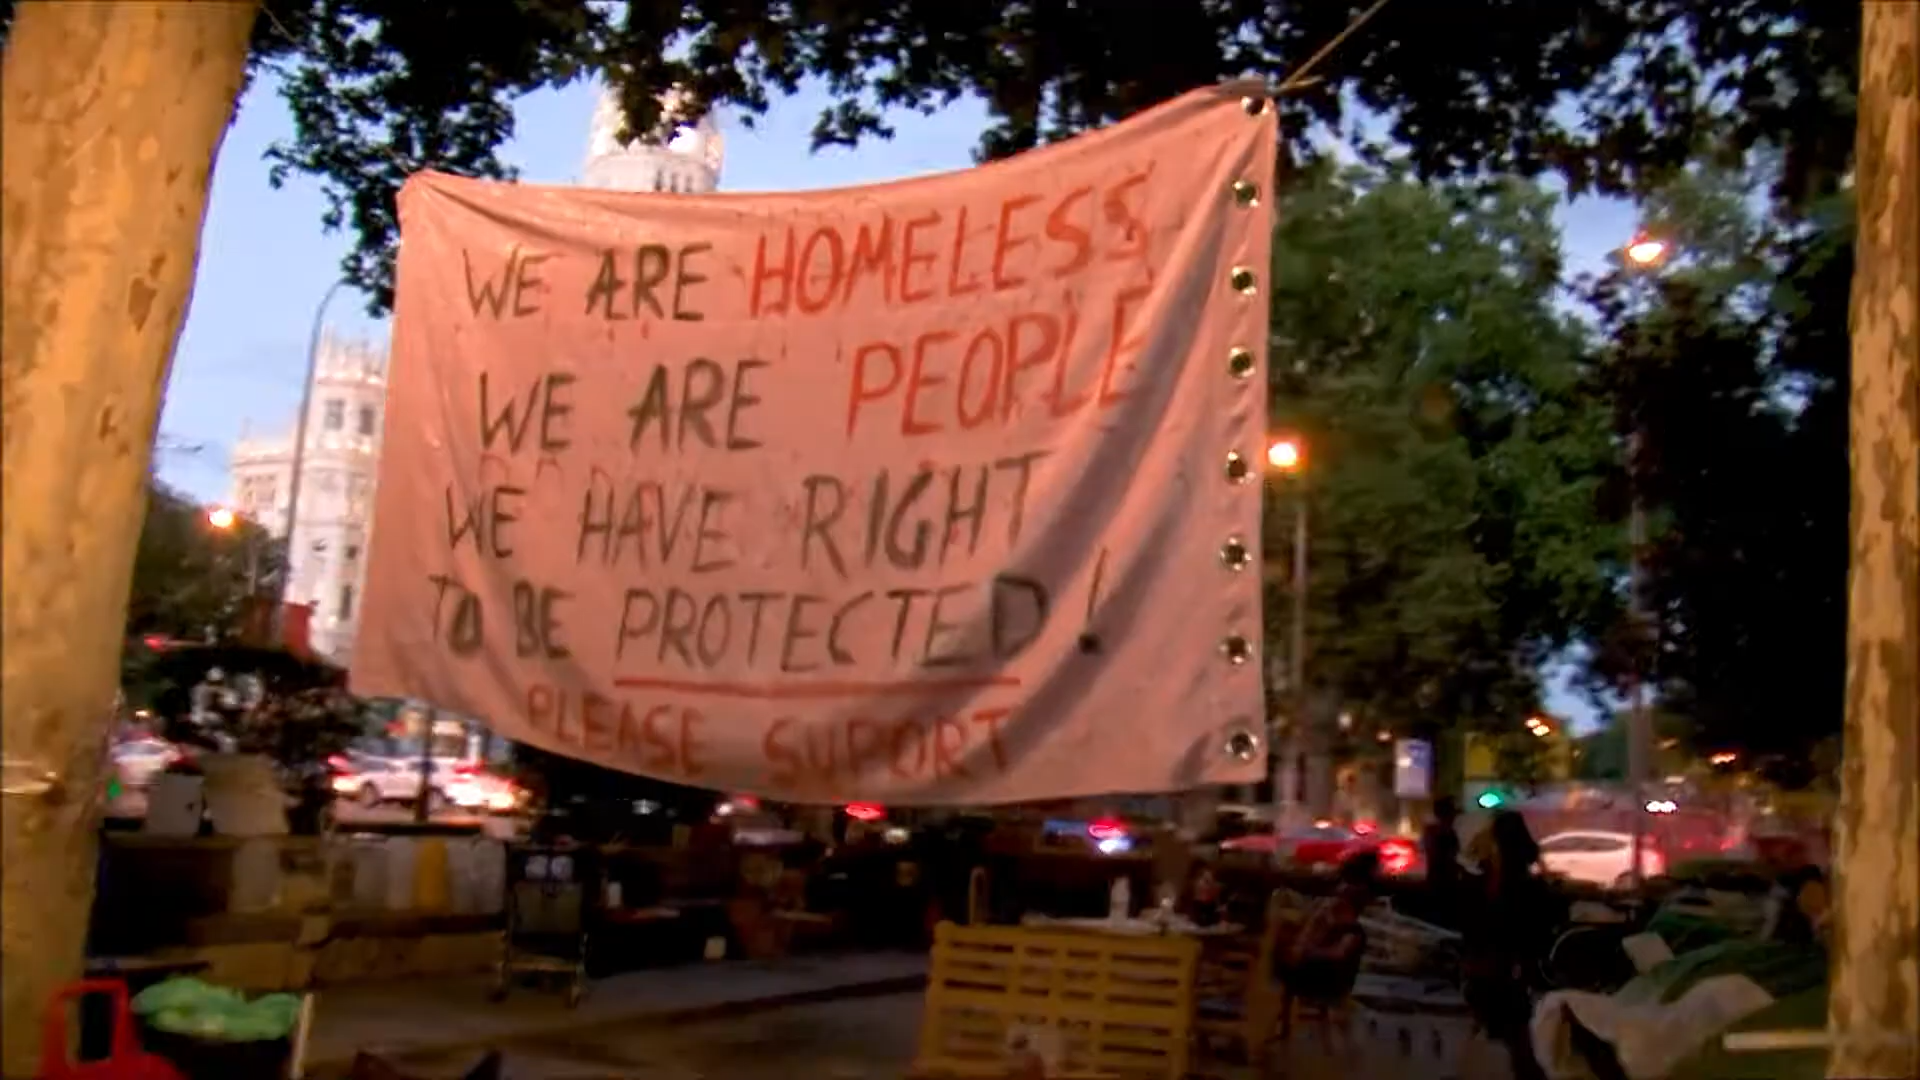 WE ARE HOMELESS
WE ARE PEOPLE
WE HAVE RIGHT
TO BE PROTECTED!
PLEASE SUPORT